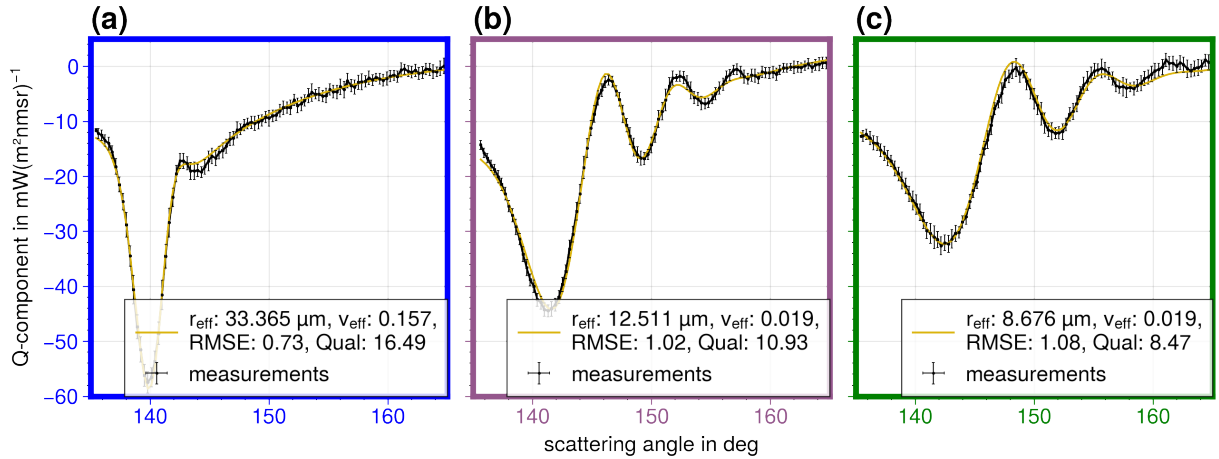 (a)
(b)
(c)
Q-component in mW(m²nmsr)⁻¹
0
−10
−20
−30
−40
−50
−60
r_eff: 33.365 µm, v_eff: 0.157,
RMSE: 0.73, Qual: 16.49
measurements
r_eff: 12.511 µm, v_eff: 0.019,
RMSE: 1.02, Qual: 10.93
measurements
r_eff: 8.676 µm, v_eff: 0.019,
RMSE: 1.08, Qual: 8.47
measurements
140 150 160
140 150 160
140 150 160
scattering angle in deg